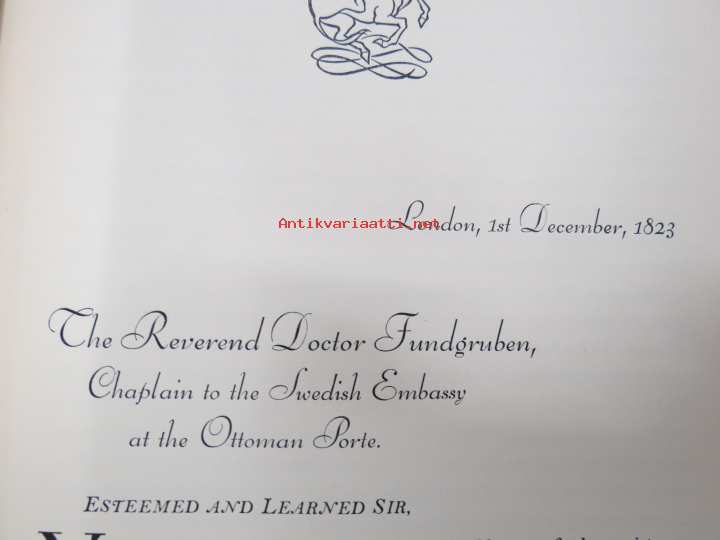 Antikvariaatti.net
London, 1st December, 1823
The Reverend Doctor Fundgruben,
Chaplain to the Swedish Embassy
at the Ottoman Porte.
ESTEEMED AND LEARNED SIR,